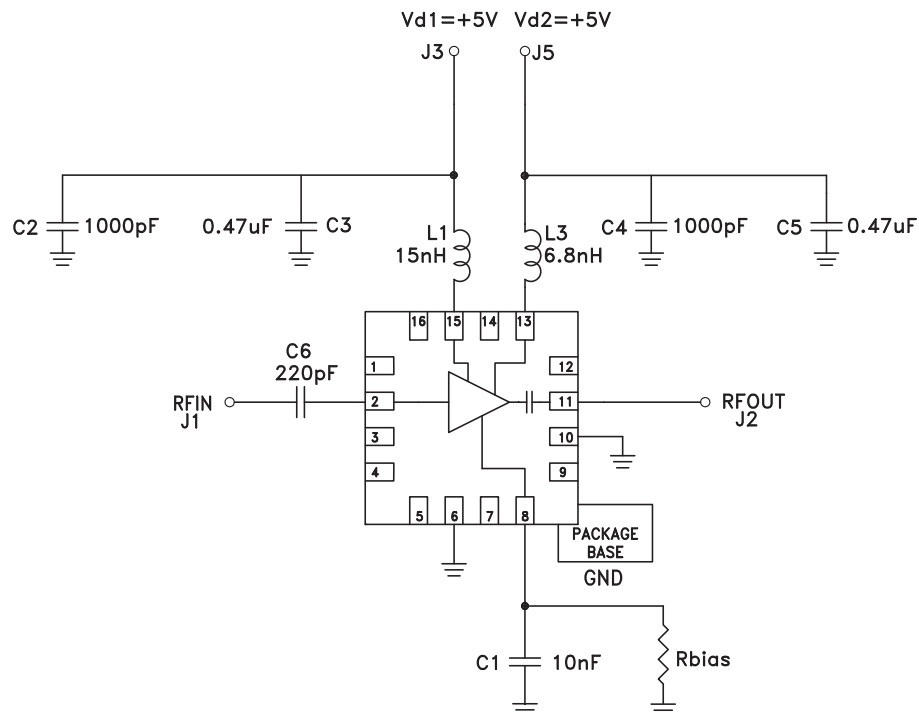 Vd1=+5V Vd2=+5V
J3 J5
C2 1000pF 0.47uF C3 C4 1000pF C5 0.47uF
L1
15nH
L3
6.8nH
16 15 14 13
C6
220pF
RFIN
J1
1
2
3
4
12
11
10
9
RFOUT
J2
5 6 7 8
PACKAGE
BASE
GND
C1 10nF Rbias